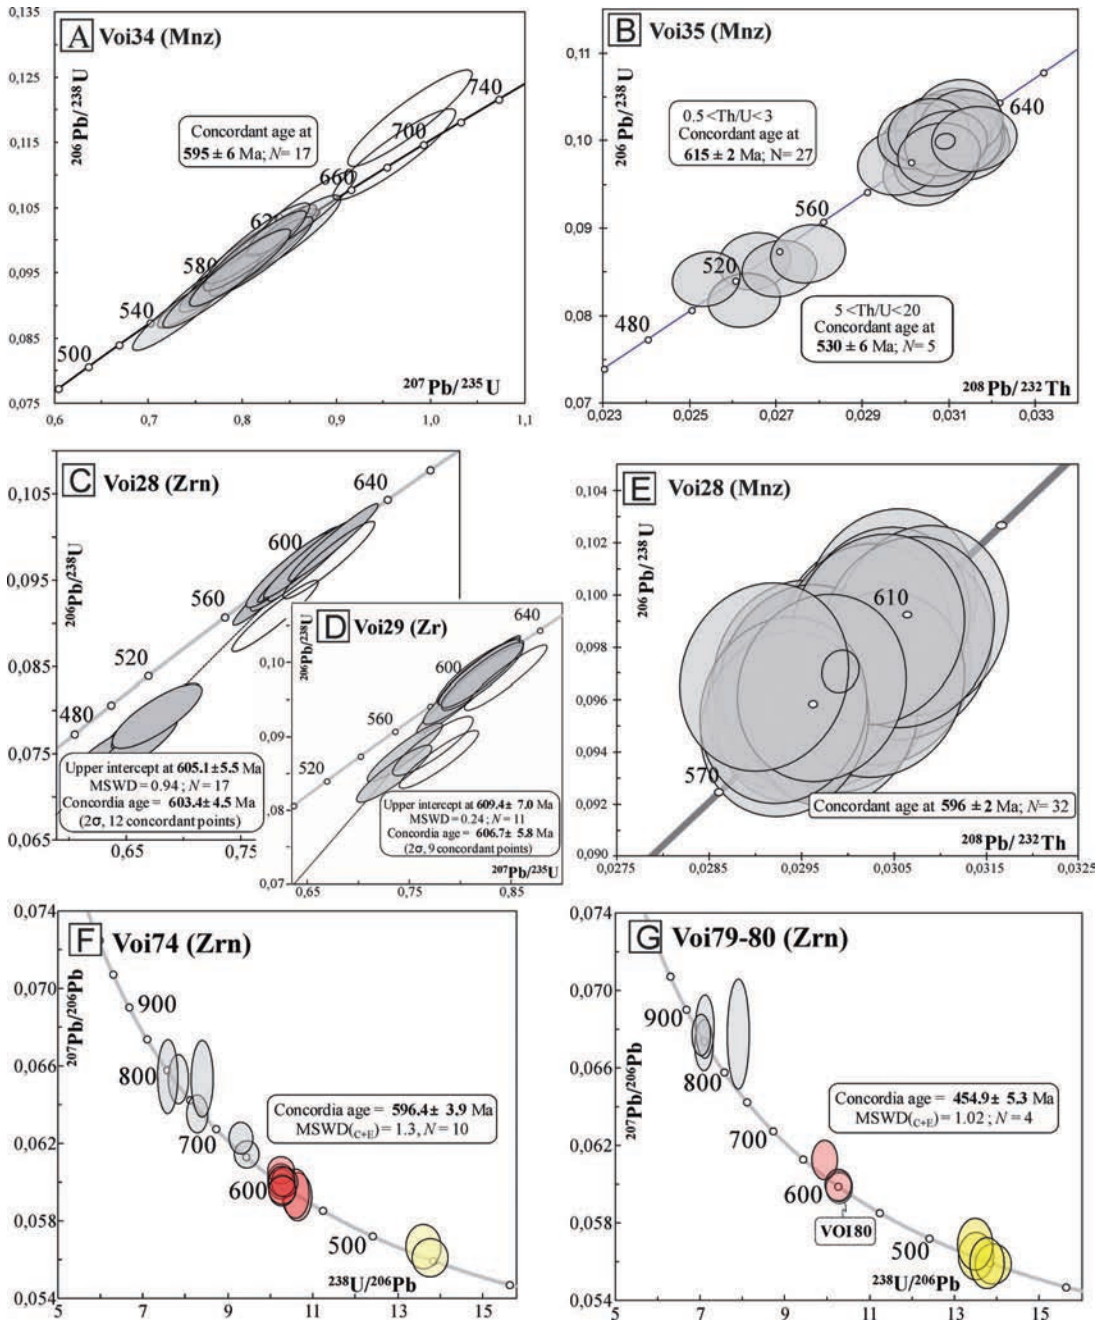 A Voi34 (Mnz)
0,135
0,125
0,115
0,105
0,095
0,085
0,075
206Pb/238U
740
700
660
580
540
500
Concordant age at
595 ± 6 Ma; N= 17
207Pb/235U
0,6 0,7 0,8 0,9 1,0 1,1
B Voi35 (Mnz)
0,11
0,10
0,09
0,08
0,07
206Pb/238U
640
560
520
480
0.5 <Th/U< 3
Concordant age at
615 ± 2 Ma; N= 27
5 <Th/U< 20
Concordant age at
530 ± 6 Ma; N= 5
208Pb/232Th
0,023 0,025 0,027 0,029 0,031 0,033
C Voi28 (Zrn)
0,105
0,095
0,085
0,075
0,065
206Pb/238U
640
600
560
520
480
Upper intercept at 605.1±5.5 Ma
MSWD = 0.94 ; N = 17
Concordia age = 603.4± 4.5 Ma
(2σ, 12 concordant points)
0,65 0,75
D Voi29 (Zr)
0,10
0,09
0,08
0,07
206Pb/238U
640
600
560
520
Upper intercept at 609.4± 7.0 Ma
MSWD = 0.24 ; N = 11
Concordia age = 606.7± 5.8 Ma
(2σ, 9 concordant points)
207Pb/235U
0,65 0,75 0,85
E Voi28 (Mnz)
0,104
0,102
0,100
0,098
0,096
0,094
0,092
0,090
206Pb/238U
610
570
Concordant age at 596 ± 2 Ma; N= 32
208Pb/232Th
0,0275 0,0285 0,0295 0,0305 0,0315 0,0325
F Voi74 (Zrn)
0,074
0,070
0,066
0,062
0,058
0,054
207Pb/206Pb
900
800
700
600
500
Concordia age = 596.4± 3.9 Ma
MSWD(C+E) = 1.3, N = 10
238U/206Pb
5 7 9 11 13 15
G Voi79-80 (Zrn)
0,074
0,070
0,066
0,062
0,058
0,054
207Pb/206Pb
900
800
700
600
500
Concordia age = 454.9± 5.3 Ma
MSWD(C+E) = 1.02 ; N = 4
VOI80
238U/206Pb
5 7 9 11 13 15